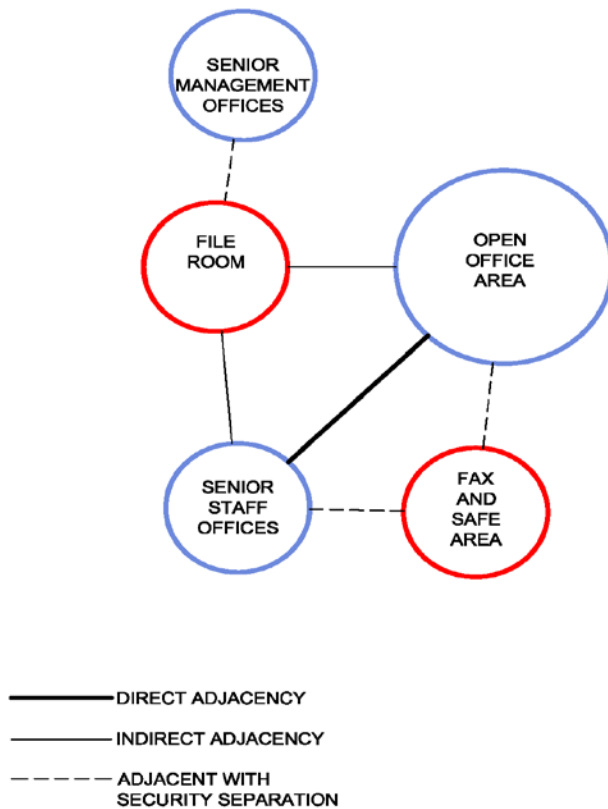 SENIOR
MANAGEMENT
OFFICES
FILE
ROOM
OPEN
OFFICE
AREA
SENIOR
STAFF
OFFICES
FAX
AND
SAFE
AREA
DIRECT ADJACENCY
INDIRECT ADJACENCY
ADJACENT WITH
SECURITY SEPARATION